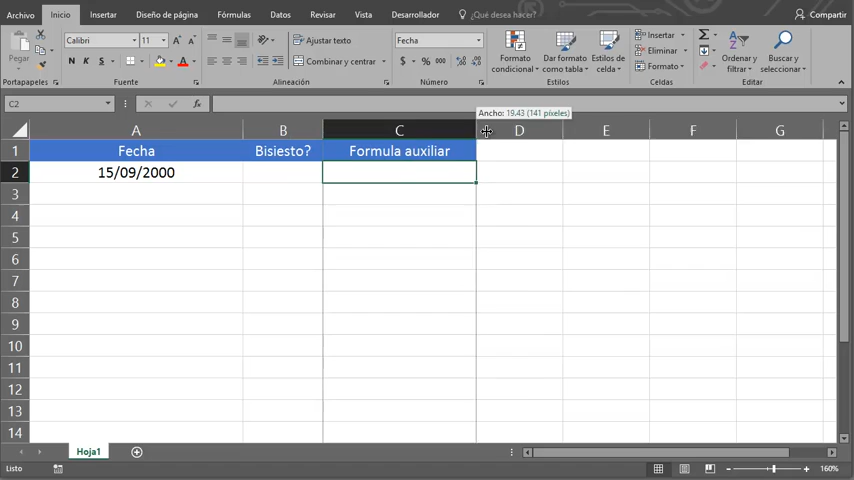 Archivo Inicio Insertar Diseño de página Fórmulas Datos Revisar Vista Desarrollador ¿Qué desea hacer? Compartir
Pegar
Calibri 11
N K S
Ajustar texto
Combinar y centrar
Fecha
$ % 000
Formato condicional
Dar formato como tabla
Estilos de celda
Insertar
Eliminar
Formato
Ordenar y filtrar
Buscar y seleccionar
Portapapeles Fuente Alineación Número Estilos Celdas Editar
C2 fx
Ancho: 19.43 (141 píxeles)
A B C D E F G
1 Fecha Bisiesto? Formula auxiliar
2 15/09/2000
3
4
5
6
7
8
9
10
11
12
13
14
Hoja1
Listo 160%